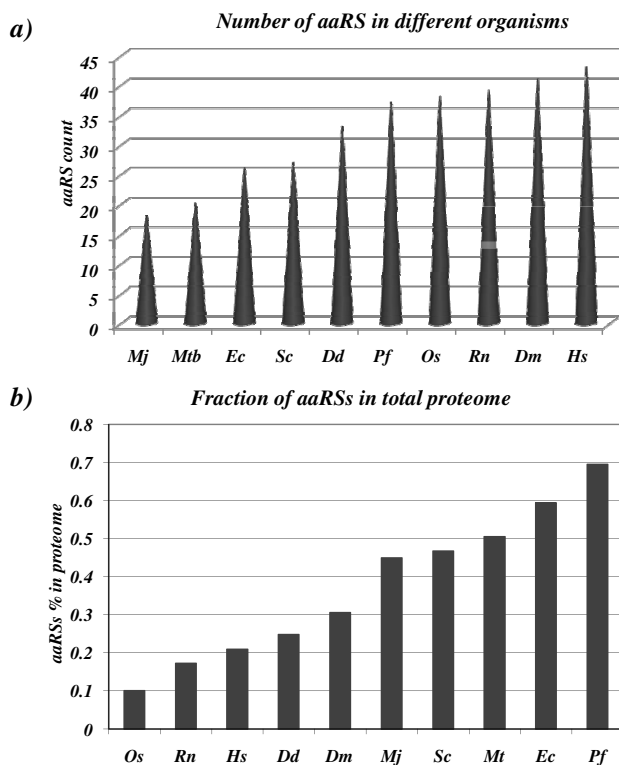 a)
Number of aaRS in different organisms
45
40
35
30
25
20
15
10
5
0
aaRS count
Mj Mtb Ec Sc Dd Pf Os Rn Dm Hs
b)
Fraction of aaRSs in total proteome
0.8
0.7
0.6
0.5
0.4
0.3
0.2
0.1
0
aaRSs % in proteome
Os Rn Hs Dd Dm Mj Sc Mt Ec Pf